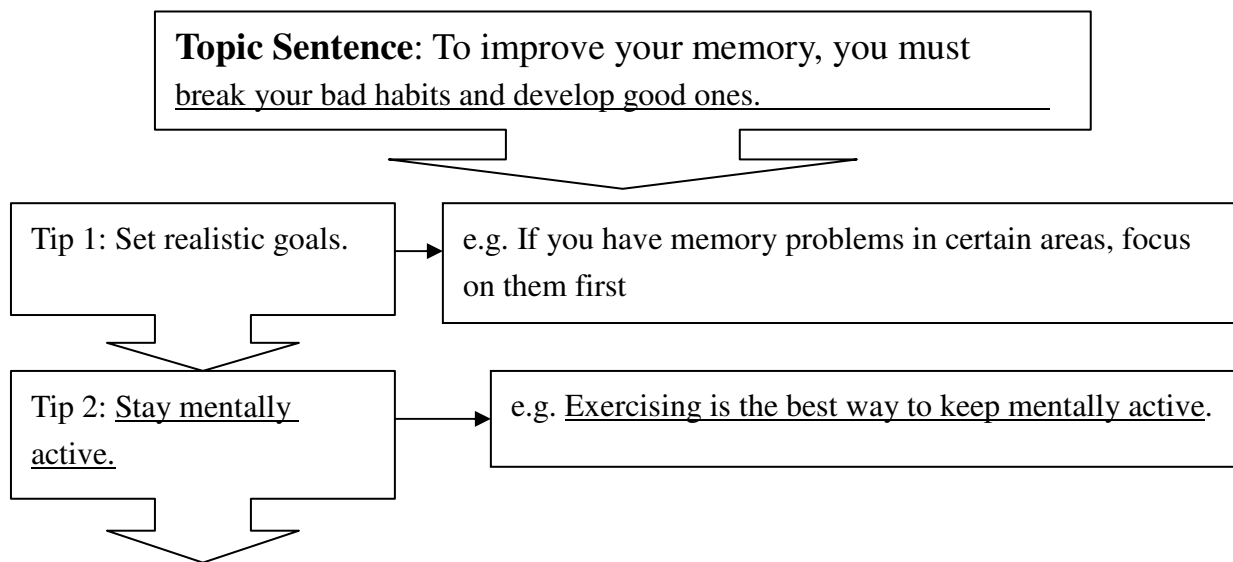 Topic Sentence: To improve your memory, you must
break your bad habits and develop good ones.
Tip 1: Set realistic goals.
e.g. If you have memory problems in certain areas, focus
on them first
Tip 2: Stay mentally
active.
e.g. Exercising is the best way to keep mentally active.